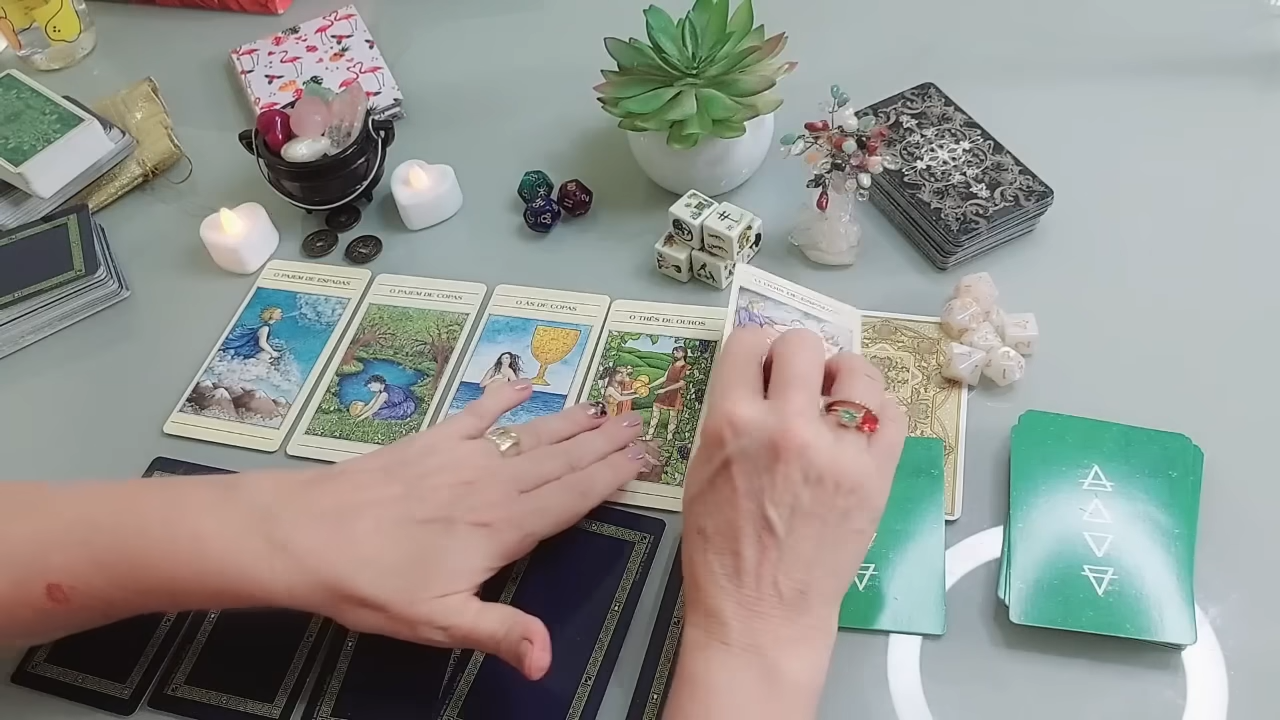 O PAJEM DE ESPADAS
O PAJEM DE COPAS
O ÁS DE COPAS
O TRÊS DE OUROS